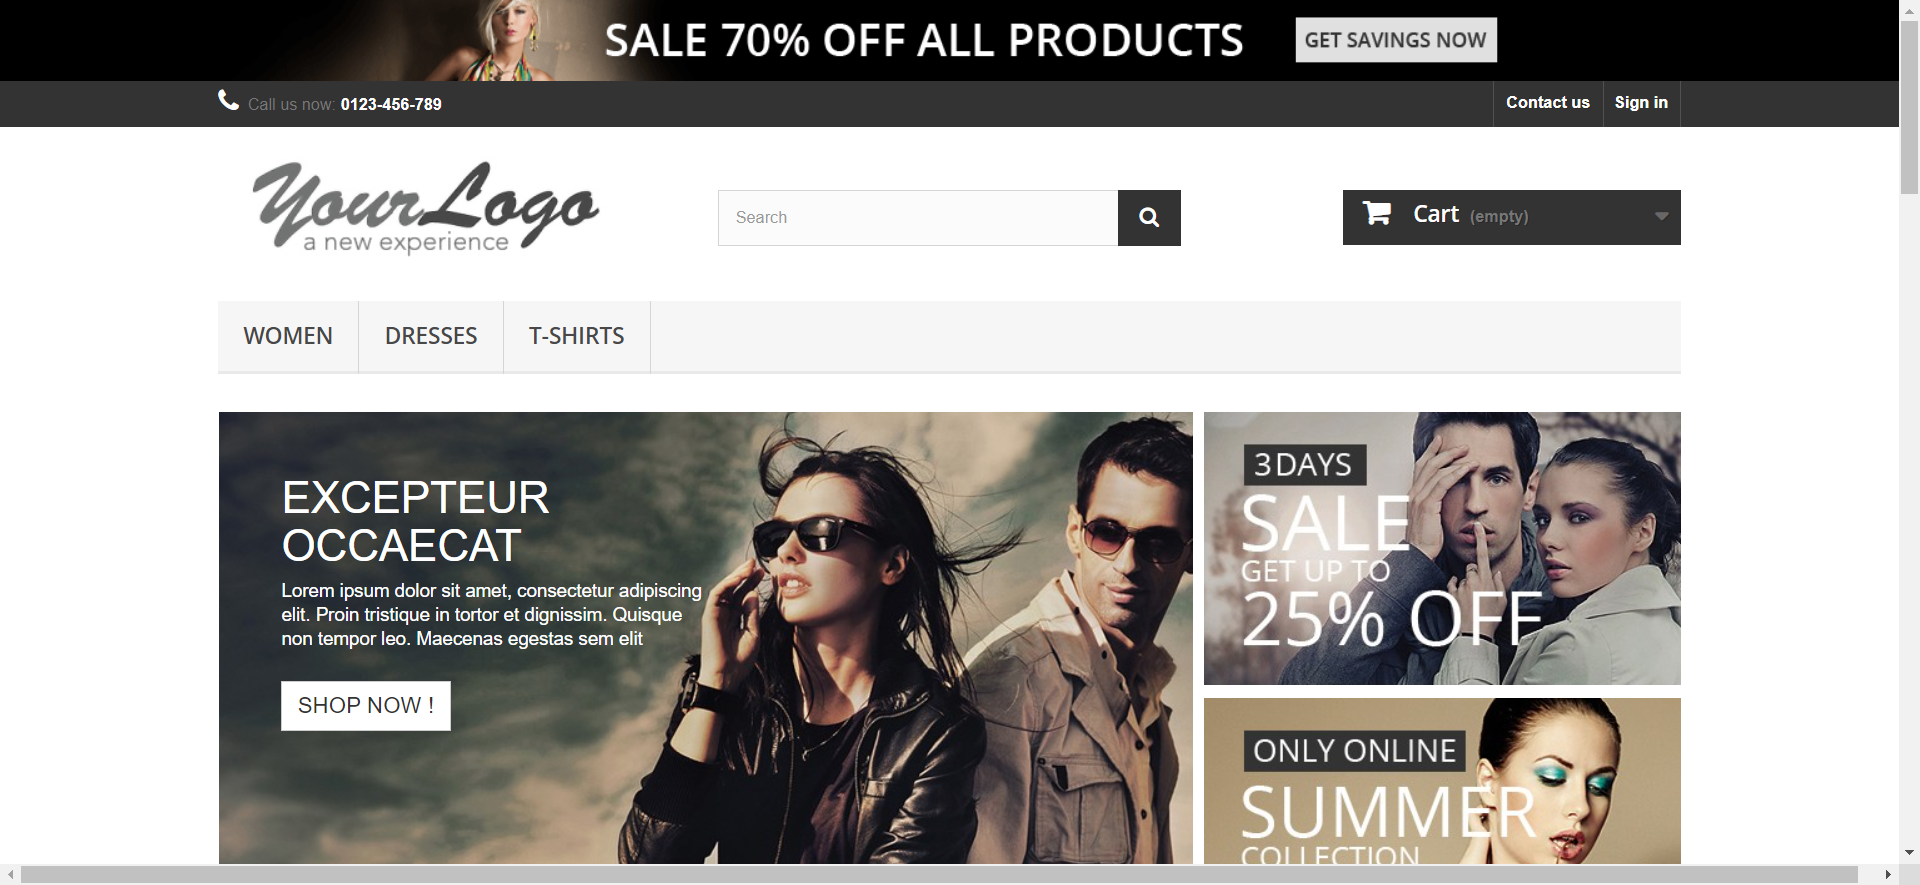 SALE 70% OFF ALL PRODUCTS
GET SAVINGS NOW
Call us now: 0123-456-789
Contact us
Sign in
YourLogo
a new experience
Search
Cart (empty)
WOMEN
DRESSES
T-SHIRTS
EXCEPTEUR
OCCAECAT
Lorem ipsum dolor sit amet, consectetur adipiscing
elit. Proin tristique in tortor et dignissim. Quisque
non tempor leo. Maecenas egestas sem elit
SHOP NOW !
3 DAYS
SALE
GET UP TO
25% OFF
ONLY ONLINE
SUMMER
COLLECTION